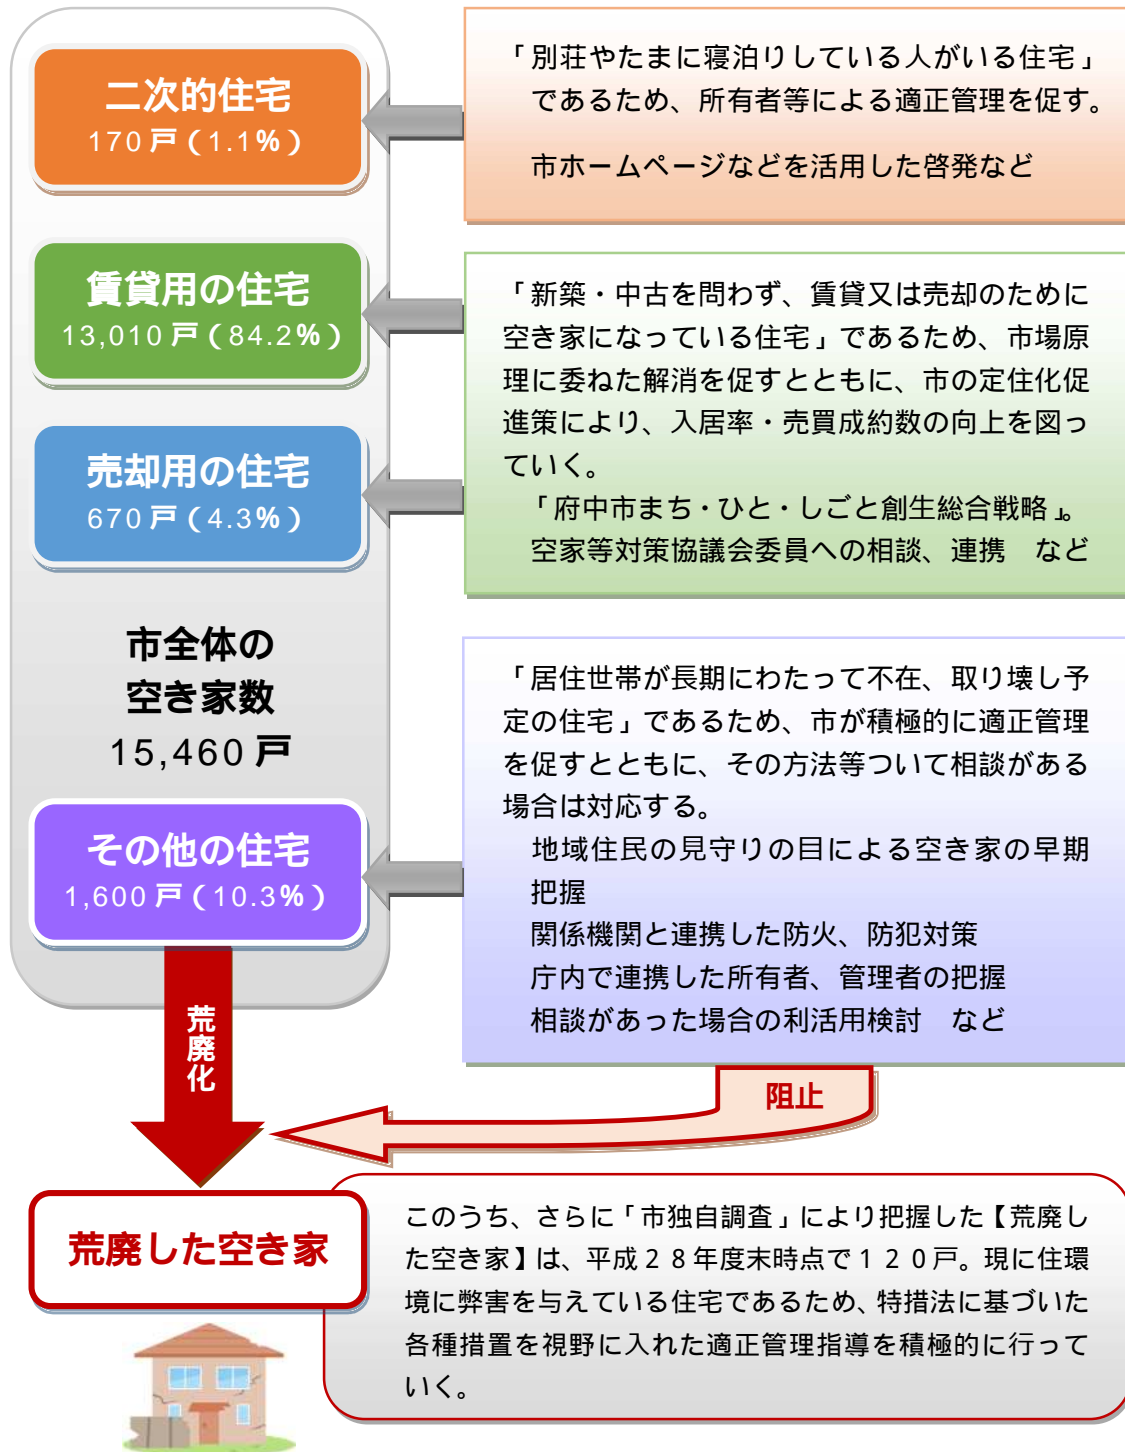 二次的住宅
170戸(1.1%)
「別荘やたまに寝泊りしている人がいる住宅」
であるため、所有者等による適正管理を促す。
市ホームページなどを活用した啓発など
賃貸用の住宅
13,010戸(84.2%)
売却用の住宅
670戸(4.3%)
「新築・中古を問わず、賃貸又は売却のために
空き家になっている住宅」であるため、市場原
理に委ねた解消を促すとともに、市の定住化促
進策により、入居率・売買成約数の向上を図っ
ていく。
「府中市まち・ひと・しごと創生総合戦略」。
空家等対策協議会委員への相談、連携　など
市全体の
空き家数
15,460戸
その他の住宅
1,600戸(10.3%)
「居住世帯が長期にわたって不在、取り壊し予
定の住宅」であるため、市が積極的に適正管理
を促すとともに、その方法等ついて相談がある
場合は対応する。
地域住民の見守りの目による空き家の早期
把握
関係機関と連携した防火、防犯対策
庁内で連携した所有者、管理者の把握
相談があった場合の利活用検討　など
荒廃化
阻止
荒廃した空き家
このうち、さらに「市独自調査」により把握した【荒廃し
た空き家】は、平成２８年度末時点で１２０戸。現に住環
境に弊害を与えている住宅であるため、特措法に基づいた
各種措置を視野に入れた適正管理指導を積極的に行って
いく。